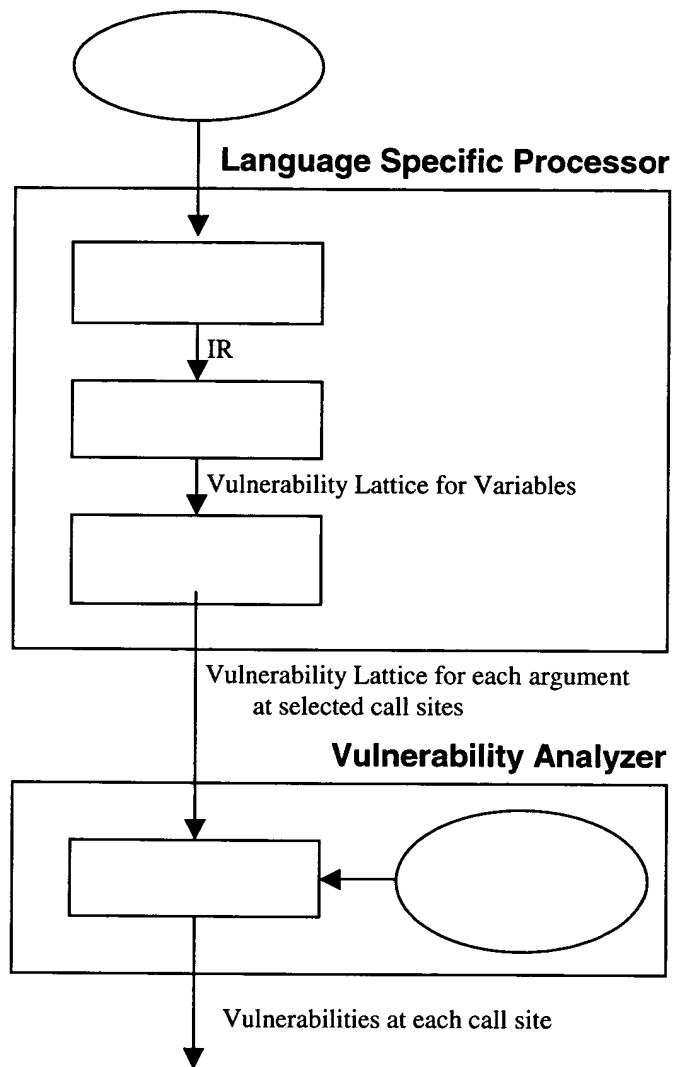 Language Specific Processor
IR
Vulnerability Lattice for Variables
Vulnerability Lattice for each argument
at selected call sites
Vulnerability Analyzer
Vulnerabilities at each call site